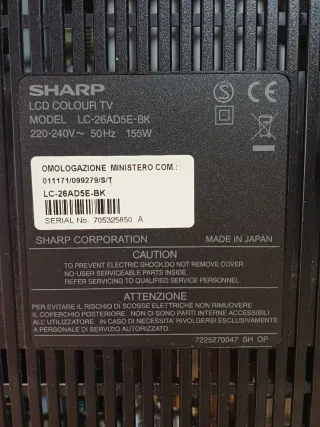 SHARP
LCD COLOUR TV
MODEL LC-26AD5E-BK
220-240V~ 50Hz 155W
OMOLOGAZIONE MINISTERO COM.:
011171/099279/S/T
LC-26AD5E-BK
SERIAL No. 705325850 A
SHARP CORPORATION MADE IN JAPAN
CAUTION
TO PREVENT ELECTRIC SHOCK,DO NOT REMOVE COVER.
NO-USER SERVICEABLE PARTS INSIDE.
REFER SERVICING TO QUALIFIED SERVICE PERSONNEL.
ATTENZIONE
PER EVITARE IL RISCHIO DI SCOSSE ELETTRICHE NON RIMUOVERE
IL COPERCHIO POSTERIORE. NON CI SONO PARTI INTERNE ACCESSIBILI
ALL'UTILIZZATORE. IN CASO DI NECESSITA' RIVOLGERSI ESCLUSIVAMENTE
A PERSONALE DI SERVIZIO AUTORIZZATO.
7225270047 SH_OP